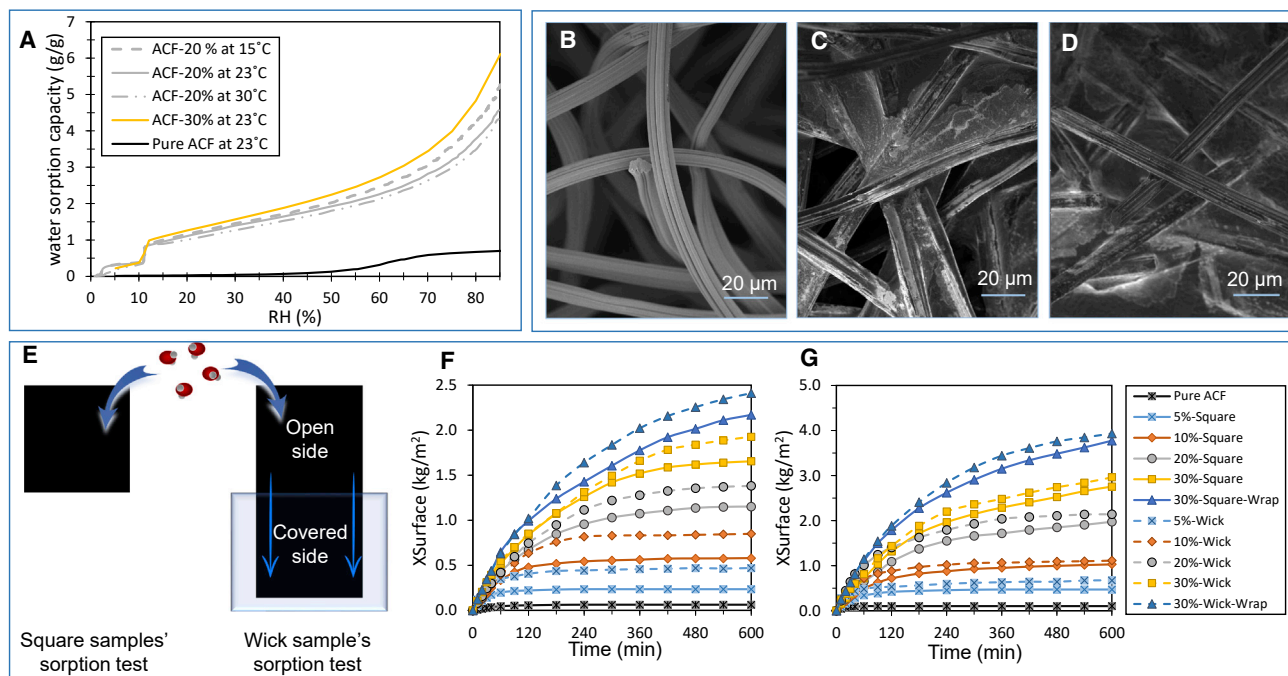 A
water sorption capacity (g/g)
7
6
5
4
3
2
1
0
ACF-20 % at 15˚C
ACF-20% at 23˚C
ACF-20% at 30˚C
ACF-30% at 23˚C
Pure ACF at 23˚C
0 10 20 30 40 50 60 70 80
RH (%)
B
20 µm
C
20 µm
D
20 µm
E
Open
side
Covered
side
Square samples’
sorption test
Wick sample’s
sorption test
F
XSurface (kg/m²)
2.5
2.0
1.5
1.0
0.5
0.0
0 120 240 360 480 600
Time (min)
G
XSurface (kg/m²)
5.0
4.0
3.0
2.0
1.0
0.0
0 120 240 360 480 600
Time (min)
Pure ACF
5%-Square
10%-Square
20%-Square
30%-Square
30%-Square-Wrap
5%-Wick
10%-Wick
20%-Wick
30%-Wick
30%-Wick-Wrap